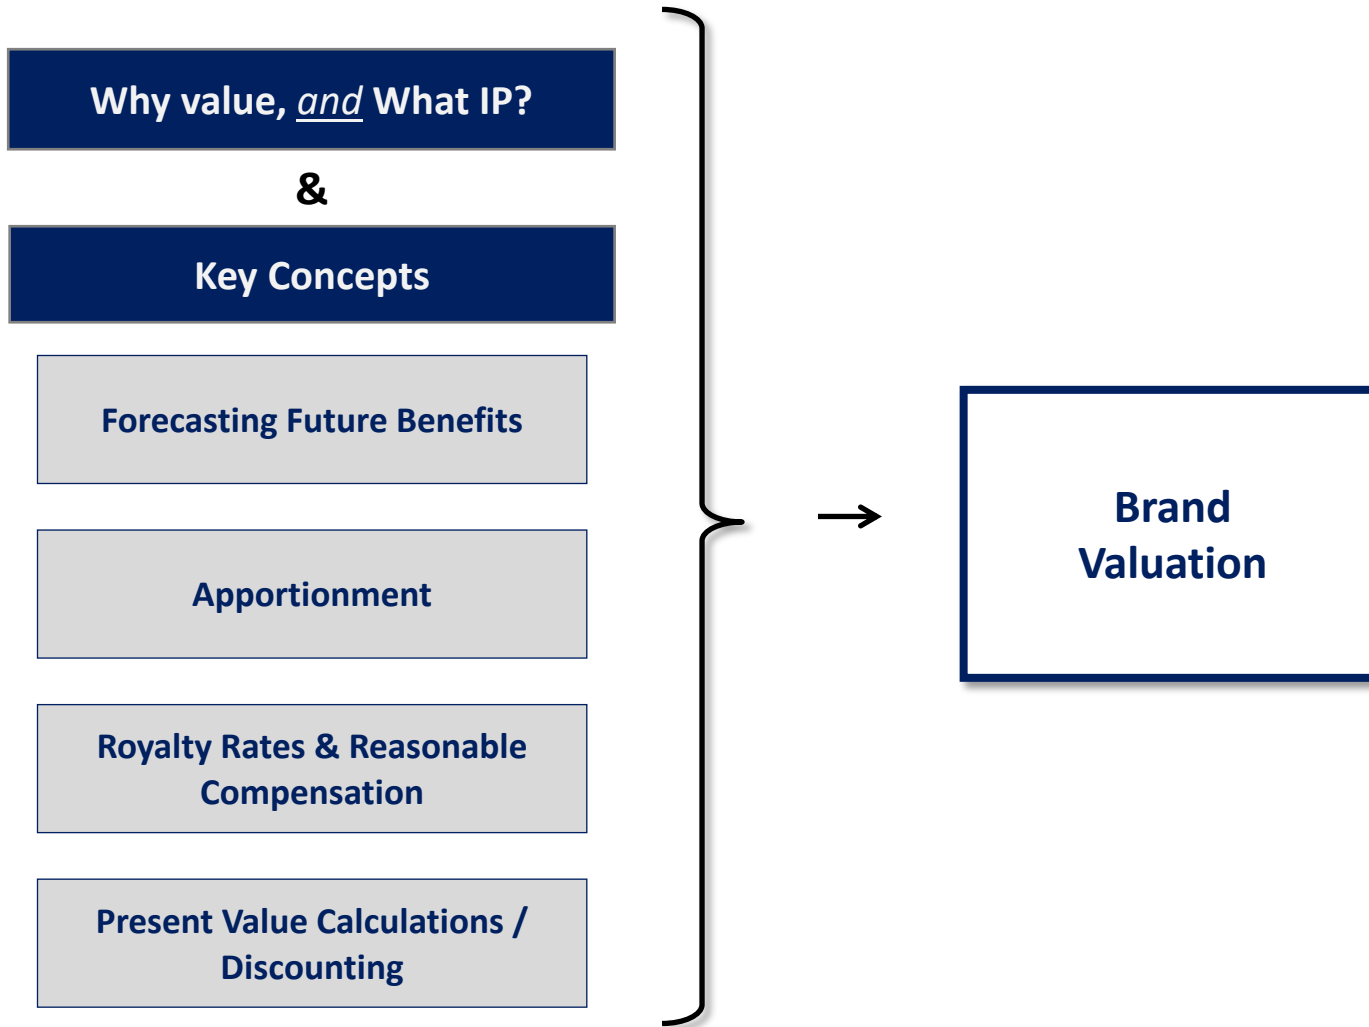 Why value, and What IP?
&
Key Concepts
Forecasting Future Benefits
Apportionment
Royalty Rates & Reasonable
Compensation
Present Value Calculations /
Discounting
Brand
Valuation